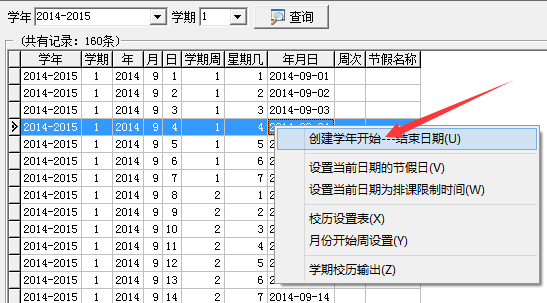 学年 2014-2015 学期 1 查询
(共有记录: 160条)
学年 学期 年 月 日 学期周 星期几 年月日 周次 节假名称
2014-2015 1 2014 9 1 1 1 2014-09-01
2014-2015 1 2014 9 2 1 2 2014-09-02
2014-2015 1 2014 9 3 1 3 2014-09-03
2014-2015 1 2014 9 4 1 4
2014-2015 1 2014 9 5 1 5
2014-2015 1 2014 9 6 1 6
2014-2015 1 2014 9 7 1 7
2014-2015 1 2014 9 8 2 1
2014-2015 1 2014 9 9 2 2
2014-2015 1 2014 9 10 2 3
2014-2015 1 2014 9 11 2 4
2014-2015 1 2014 9 12 2 5
2014-2015 1 2014 9 13 2 6
2014-2015 1 2014 9 14 2 7 2014-09-14
创建学年开始---结束日期(U)
设置当前日期的节假日(V)
设置当前日期为排课限制时间(W)
校历设置表(X)
月份开始周设置(Y)
学期校历输出(Z)